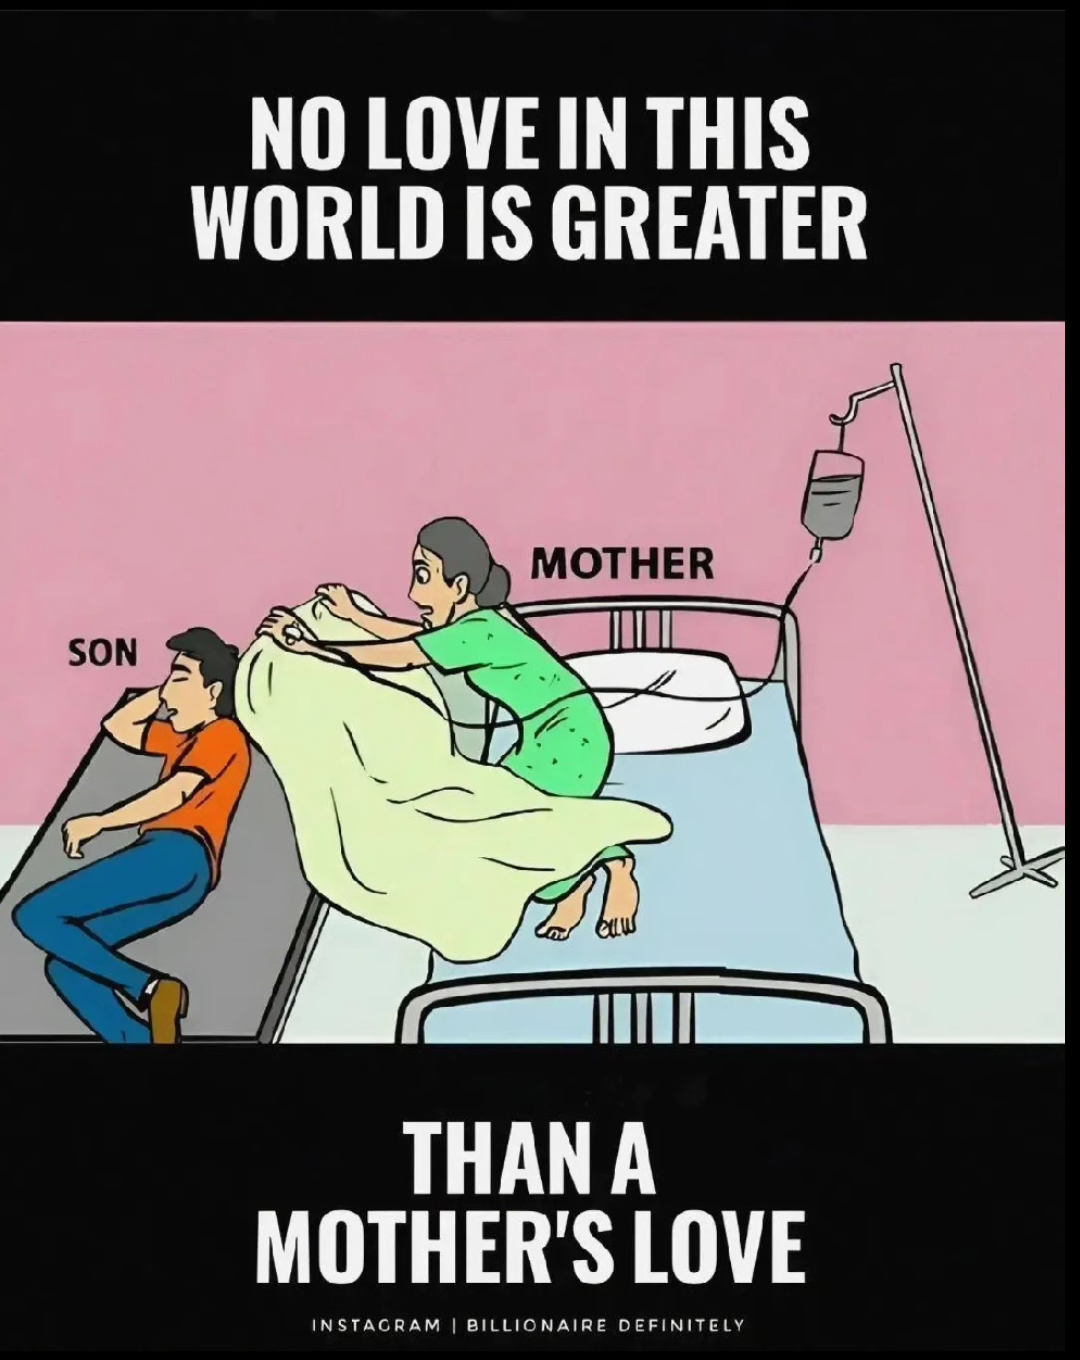 NO LOVE IN THIS
WORLD IS GREATER
MOTHER
SON
THAN A
MOTHER'S LOVE
INSTAGRAM | BILLIONAIRE DEFINITELY